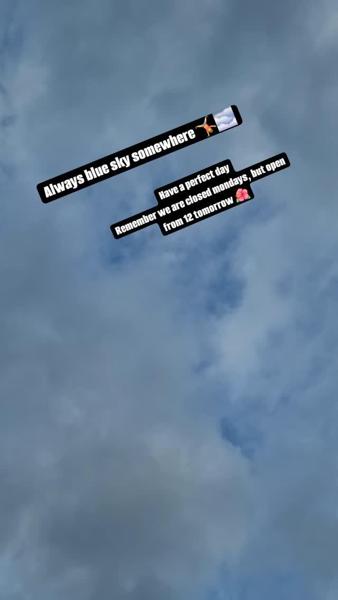 Always blue sky somewhere
Have a perfect day
Remember we are closed mondays, but open
from 12 tomorrow 🌺